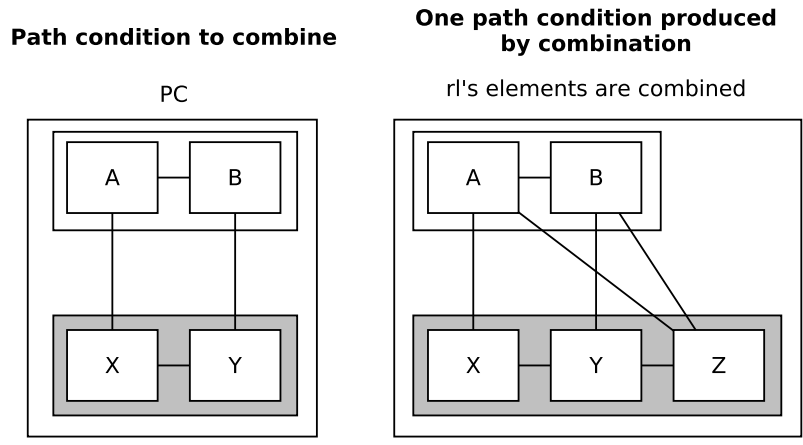 Path condition to combine
PC
A
B
X
Y
One path condition produced
by combination
rl's elements are combined
A
B
X
Y
Z